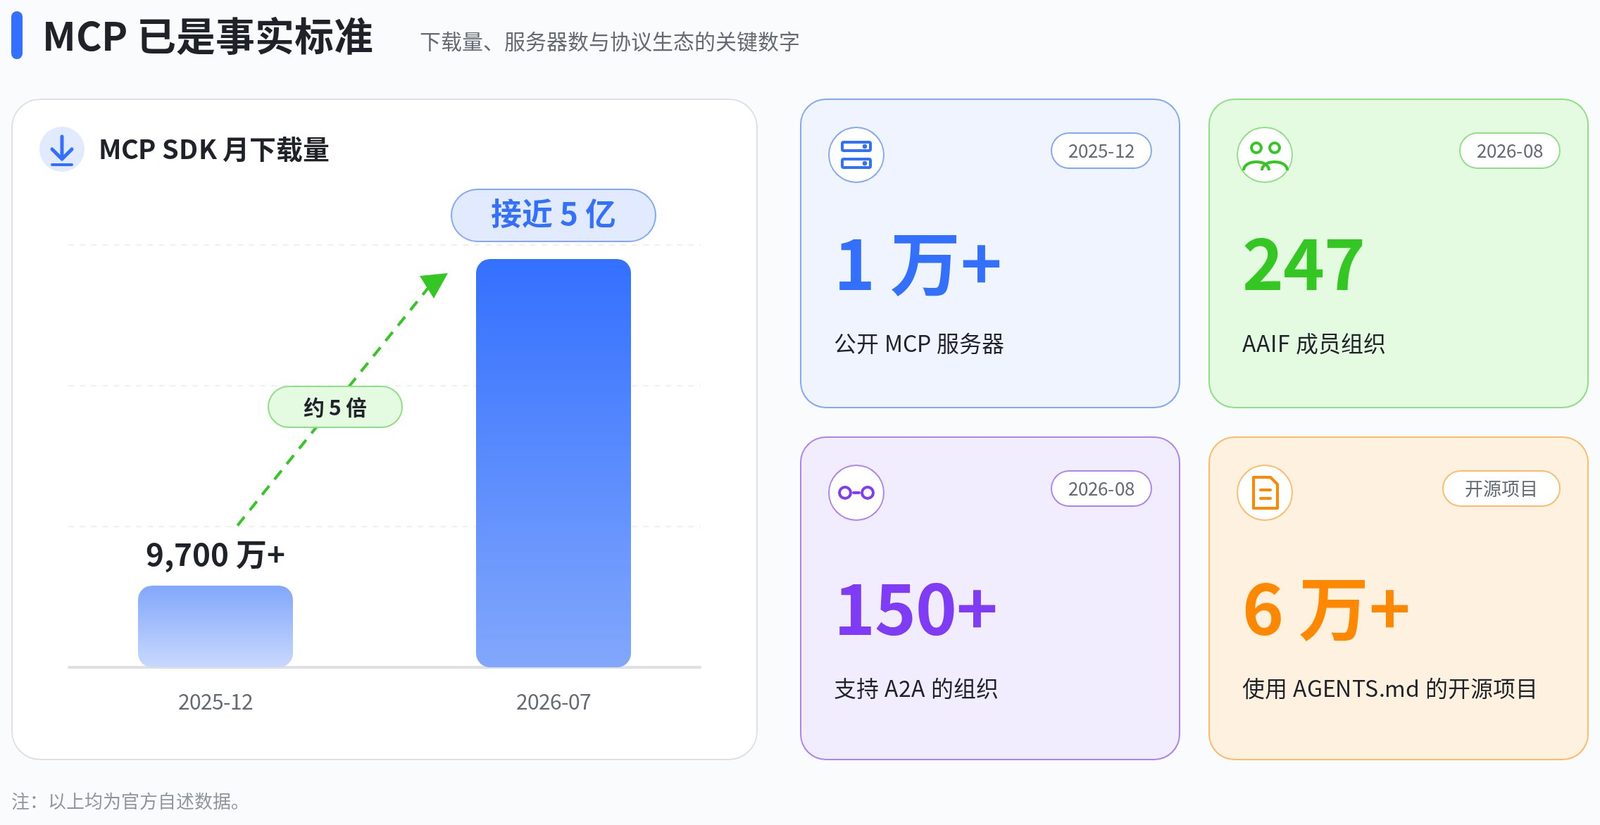 MCP 已是事实标准
下载量、服务器数与协议生态的关键数字
MCP SDK 月下载量
接近 5 亿
约 5 倍
9,700 万+
2025-12
2026-07
2025-12
1 万+
公开 MCP 服务器
2026-08
247
AAIF 成员组织
2026-08
150+
支持 A2A 的组织
开源项目
6 万+
使用 AGENTS.md 的开源项目
注：以上均为官方自述数据。